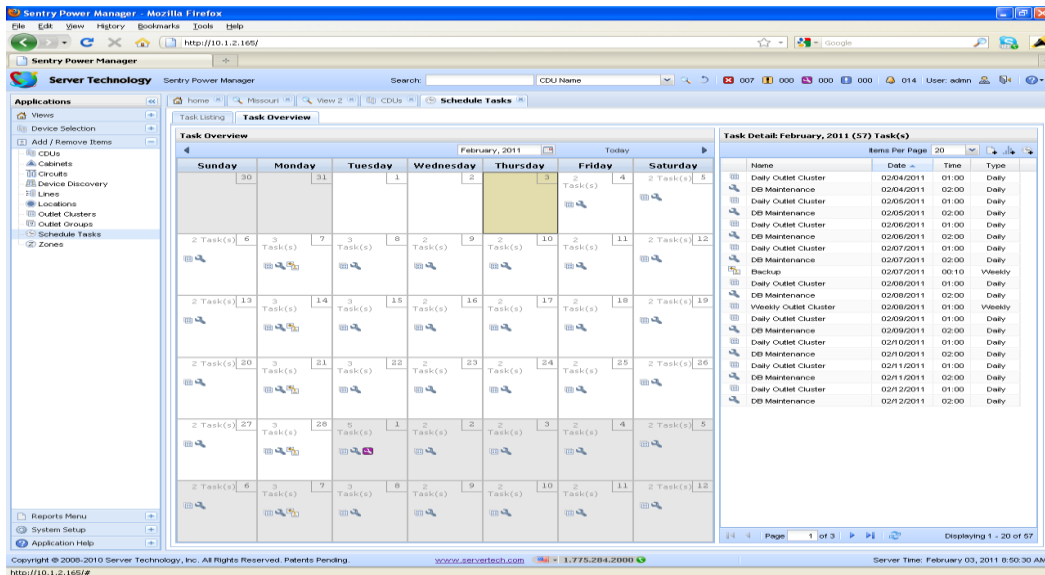 Sentry Power Manager - Mozilla Firefox
File Edit View History Bookmarks Tools Help
http://10.1.2.165/ Google
Sentry Power Manager
Server Technology Sentry Power Manager Search: CDU Name 007 000 000 000 014 User: admn
Applications
Views
Device Selection
Add / Remove Items
CDUs
Cabinets
Circuits
Device Discovery
Lines
Locations
Outlet Clusters
Outlet Groups
Schedule Tasks
Zones
Reports Menu
System Setup
Application Help
home Missouri View 2 CDUs Schedule Tasks
Task Listing Task Overview
Task Overview
February, 2011 Today
Sunday Monday Tuesday Wednesday Thursday Friday Saturday
30 31 1 2 3 2 Task(s) 4 2 Task(s) 5
2 Task(s) 6 3 Task(s) 7 3 Task(s) 8 2 Task(s) 9 2 Task(s) 10 2 Task(s) 11 2 Task(s) 12
2 Task(s) 13 3 Task(s) 14 3 Task(s) 15 2 Task(s) 16 2 Task(s) 17 2 Task(s) 18 2 Task(s) 19
2 Task(s) 20 3 Task(s) 21 3 Task(s) 22 2 Task(s) 23 2 Task(s) 24 2 Task(s) 25 2 Task(s) 26
2 Task(s) 27 3 Task(s) 28 5 Task(s) 1 2 Task(s) 2 2 Task(s) 3 2 Task(s) 4 2 Task(s) 5
2 Task(s) 6 3 Task(s) 7 3 Task(s) 8 2 Task(s) 9 2 Task(s) 10 2 Task(s) 11 2 Task(s) 12
Task Detail: February, 2011 (57) Task(s)
Items Per Page 20
Name Date Time Type
Daily Outlet Cluster 02/04/2011 01:00 Daily
DB Maintenance 02/04/2011 02:00 Daily
Daily Outlet Cluster 02/05/2011 01:00 Daily
DB Maintenance 02/05/2011 02:00 Daily
Daily Outlet Cluster 02/06/2011 01:00 Daily
DB Maintenance 02/06/2011 02:00 Daily
Daily Outlet Cluster 02/07/2011 01:00 Daily
DB Maintenance 02/07/2011 02:00 Daily
Backup 02/07/2011 00:10 Weekly
Daily Outlet Cluster 02/08/2011 01:00 Daily
DB Maintenance 02/08/2011 02:00 Daily
Weekly Outlet Cluster 02/08/2011 01:00 Weekly
Daily Outlet Cluster 02/09/2011 01:00 Daily
DB Maintenance 02/09/2011 02:00 Daily
Daily Outlet Cluster 02/10/2011 01:00 Daily
DB Maintenance 02/10/2011 02:00 Daily
Daily Outlet Cluster 02/11/2011 01:00 Daily
DB Maintenance 02/11/2011 02:00 Daily
Daily Outlet Cluster 02/12/2011 01:00 Daily
DB Maintenance 02/12/2011 02:00 Daily
Page 1 of 3 Displaying 1 - 20 of 57
Copyright © 2008-2010 Server Technology, Inc. All Rights Reserved. Patents Pending. www.servertech.com 1.775.284.2000 Server Time: February 03, 2011 8:50:30 AM
http://10.1.2.165/#